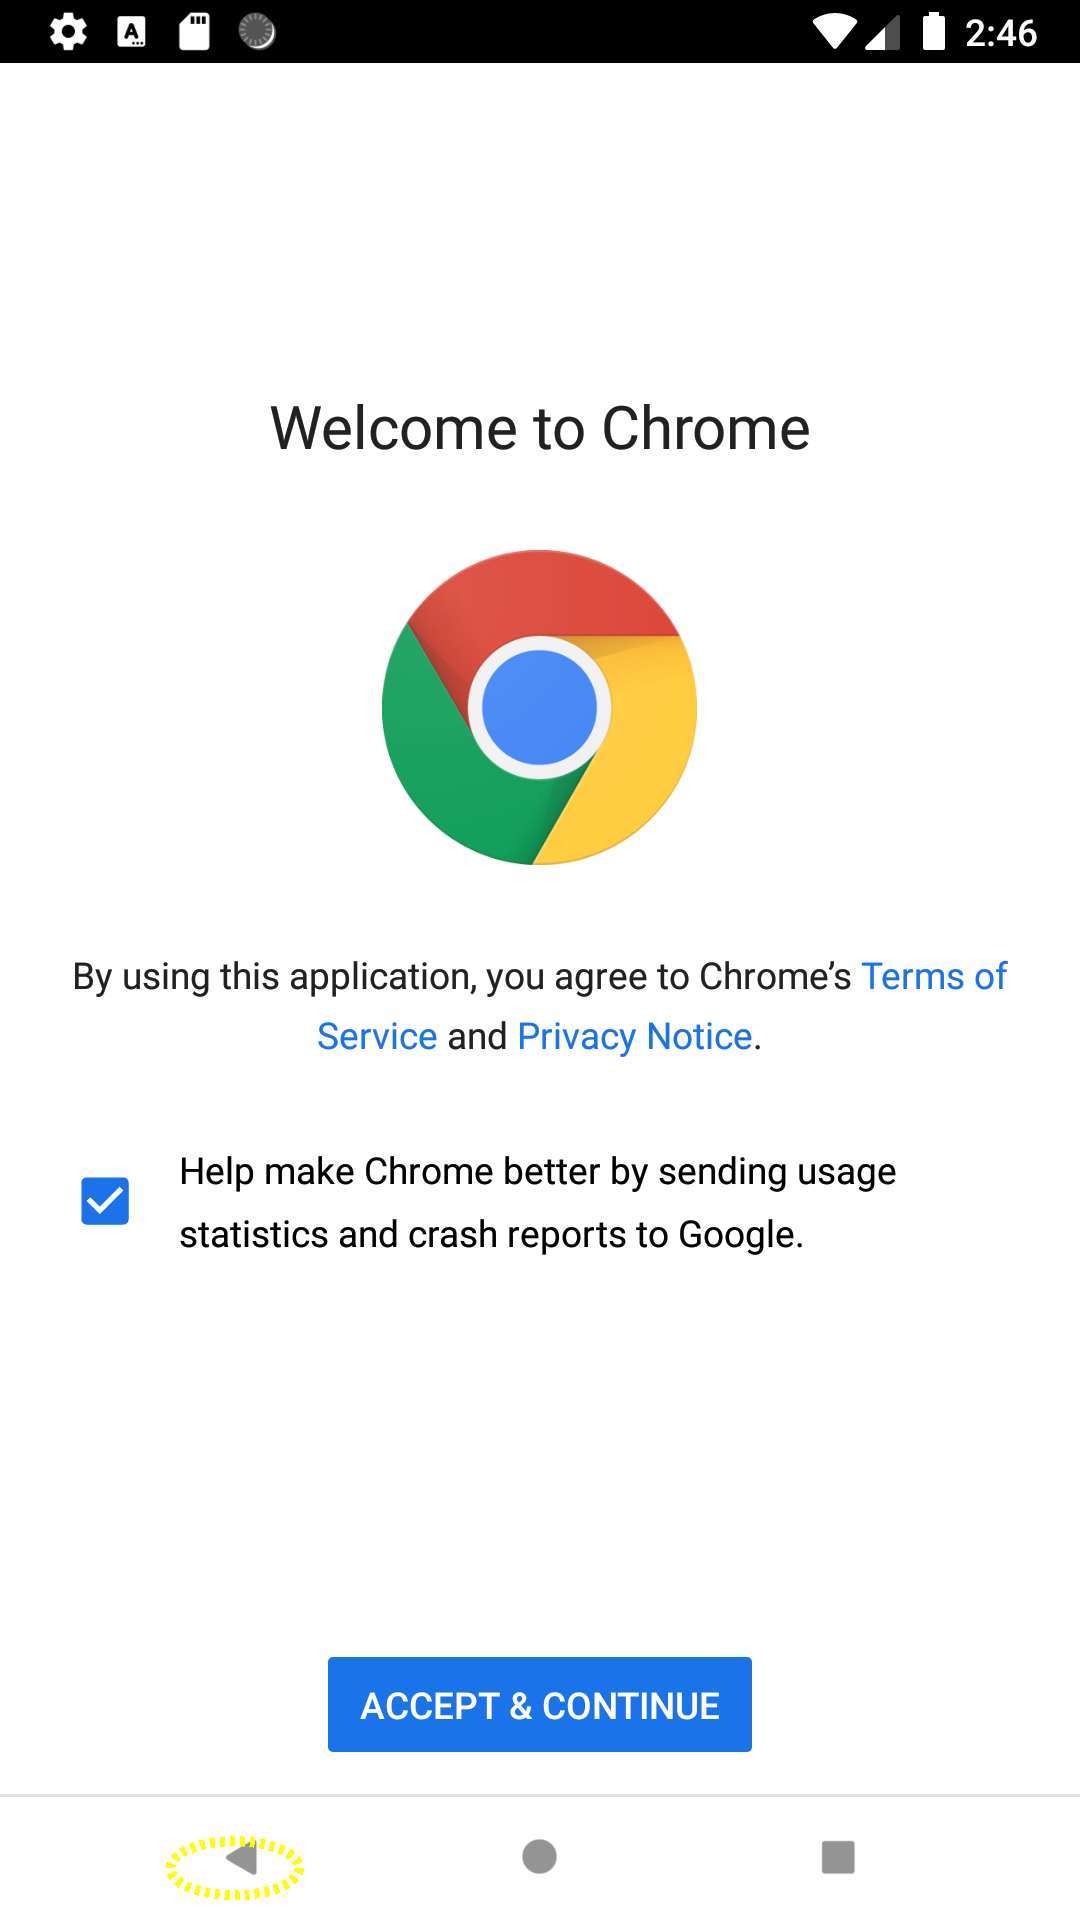 2:46
Welcome to Chrome
By using this application, you agree to Chrome’s Terms of
Service and Privacy Notice.
Help make Chrome better by sending usage
statistics and crash reports to Google.
ACCEPT & CONTINUE